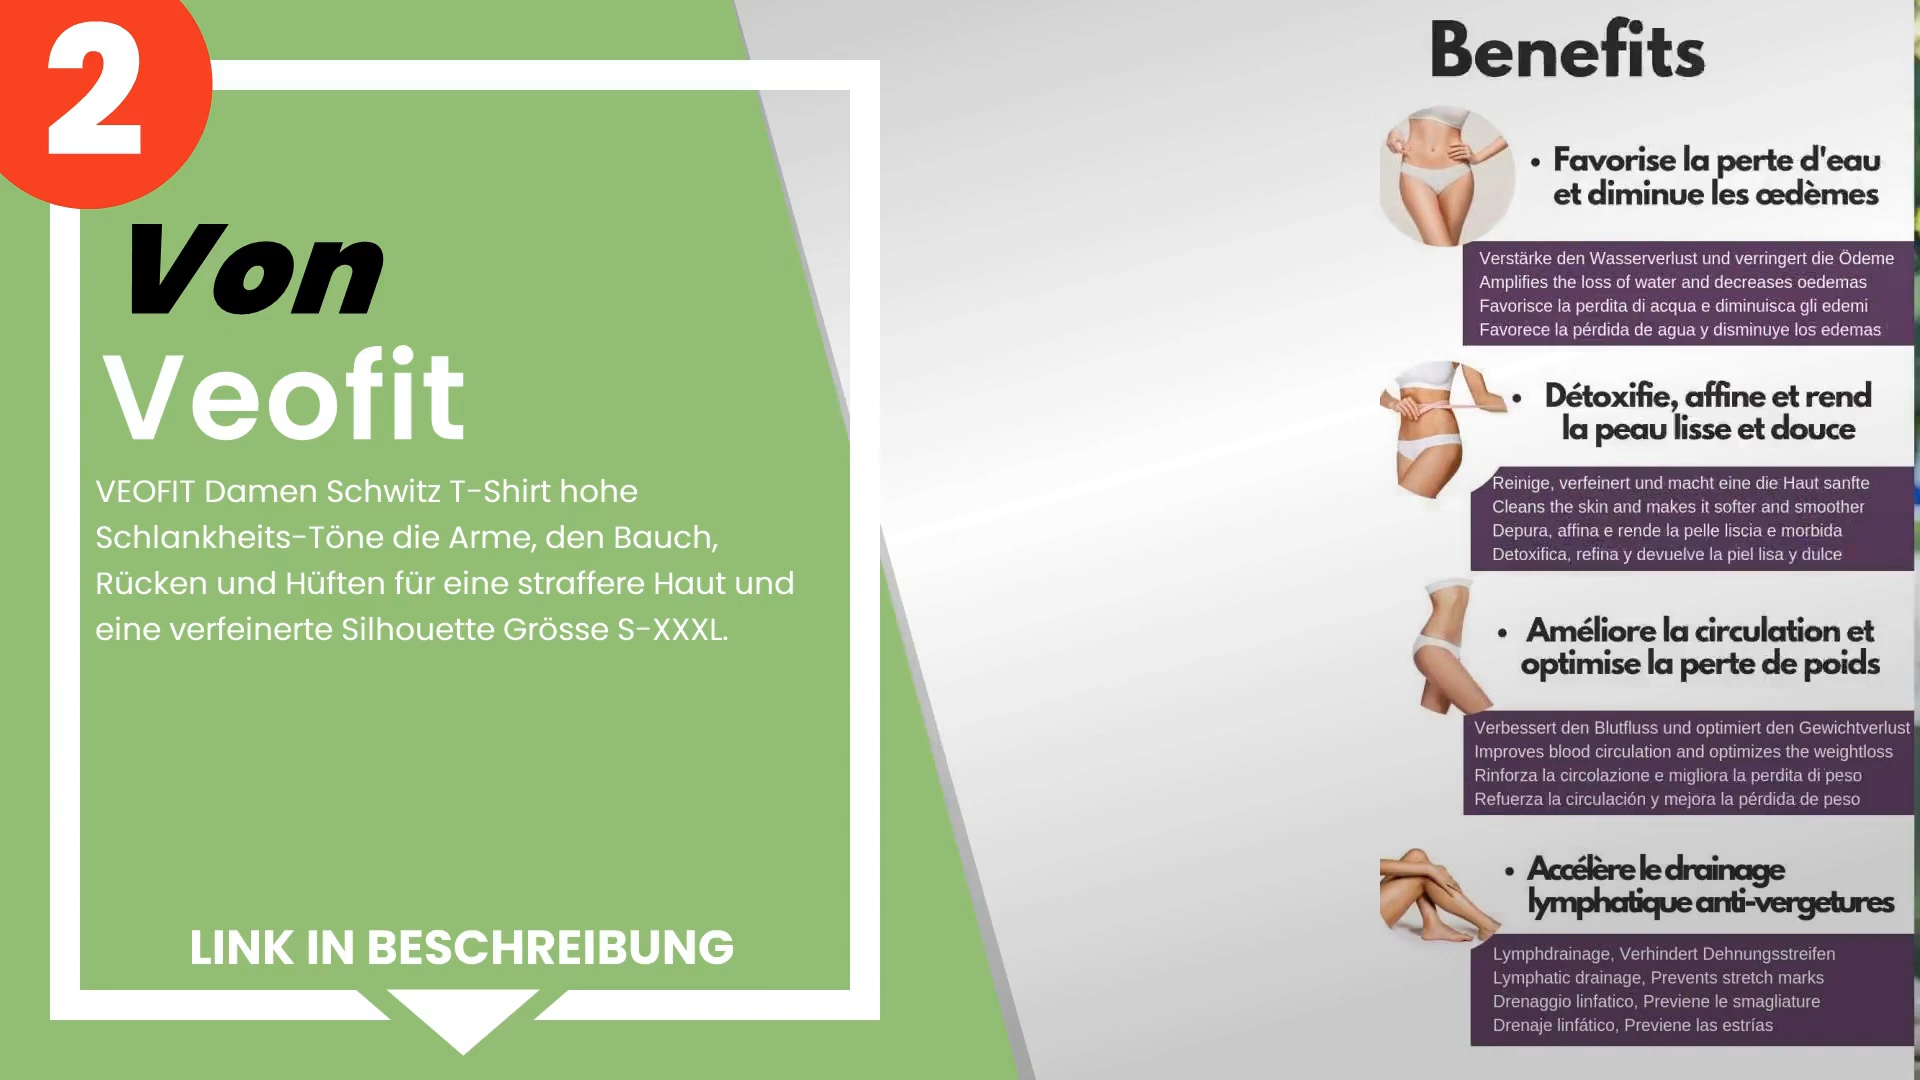 2
Von
Veofit
VEOFIT Damen Schwitz T-Shirt hohe
Schlankheits-Töne die Arme, den Bauch,
Rücken und Hüften für eine straffere Haut und
eine verfeinerte Silhouette Grösse S-XXXL.
LINK IN BESCHREIBUNG
Benefits
• Favorise la perte d'eau
et diminue les œdèmes
Verstärke den Wasserverlust und verringert die Ödeme
Amplifies the loss of water and decreases oedemas
Favorisce la perdita di acqua e diminuisca gli edemi
Favorece la pérdida de agua y disminuye los edemas
• Détoxifie, affine et rend
la peau lisse et douce
Reinige, verfeinert und macht eine die Haut sanfte
Cleans the skin and makes it softer and smoother
Depura, affina e rende la pelle liscia e morbida
Detoxifica, refina y devuelve la piel lisa y dulce
• Améliore la circulation et
optimise la perte de poids
Verbessert den Blutfluss und optimiert den Gewichtverlust
Improves blood circulation and optimizes the weightloss
Rinforza la circolazione e migliora la perdita di peso
Refuerza la circulación y mejora la pérdida de peso
• Accélère le drainage
lymphatique anti-vergetures
Lymphdrainage, Verhindert Dehnungsstreifen
Lymphatic drainage, Prevents stretch marks
Drenaggio linfatico, Previene le smagliature
Drenaje linfático, Previene las estrías